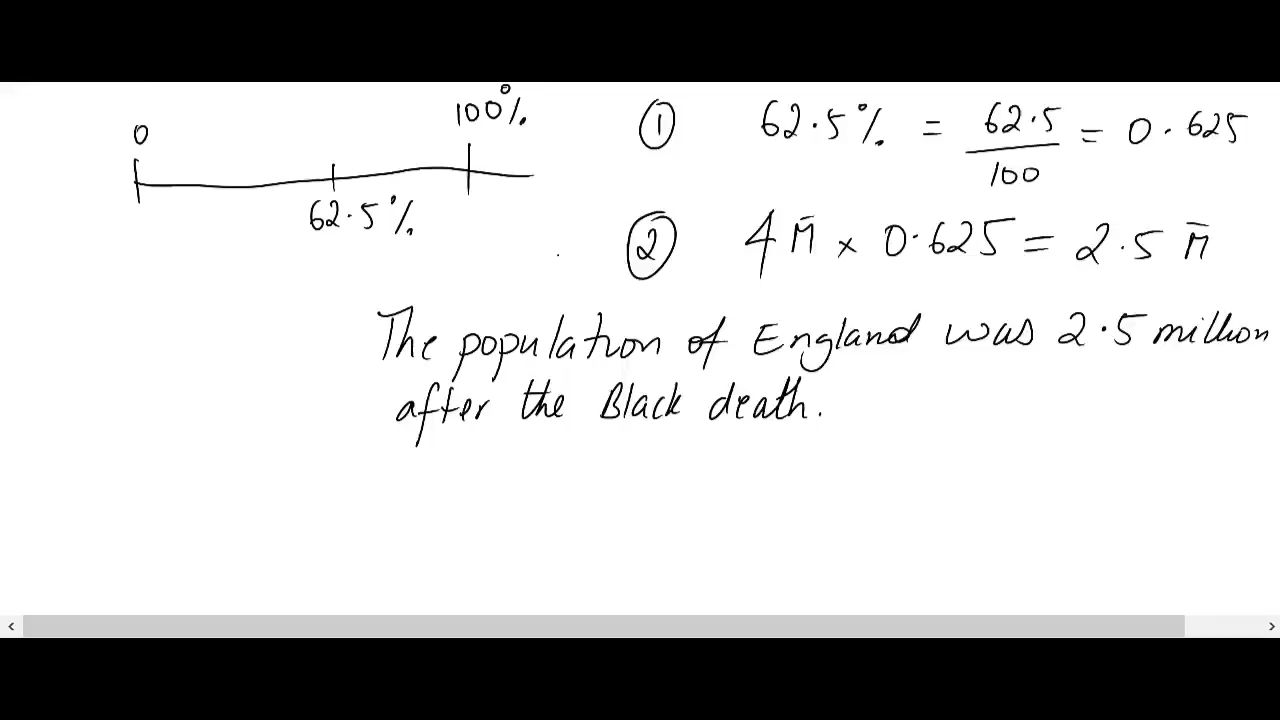 0
100%
62.5%
① 62.5% = 62.5/100 = 0.625
② 4 M̄ × 0.625 = 2.5 M̄
The population of England was 2.5 million
after the Black death.